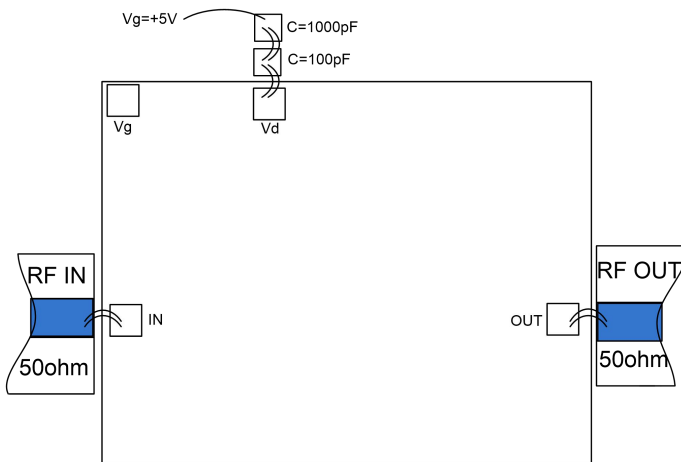 Vg=+5V
C=1000pF
C=100pF
Vg
Vd
RF IN
RF OUT
IN
OUT
50ohm
50ohm